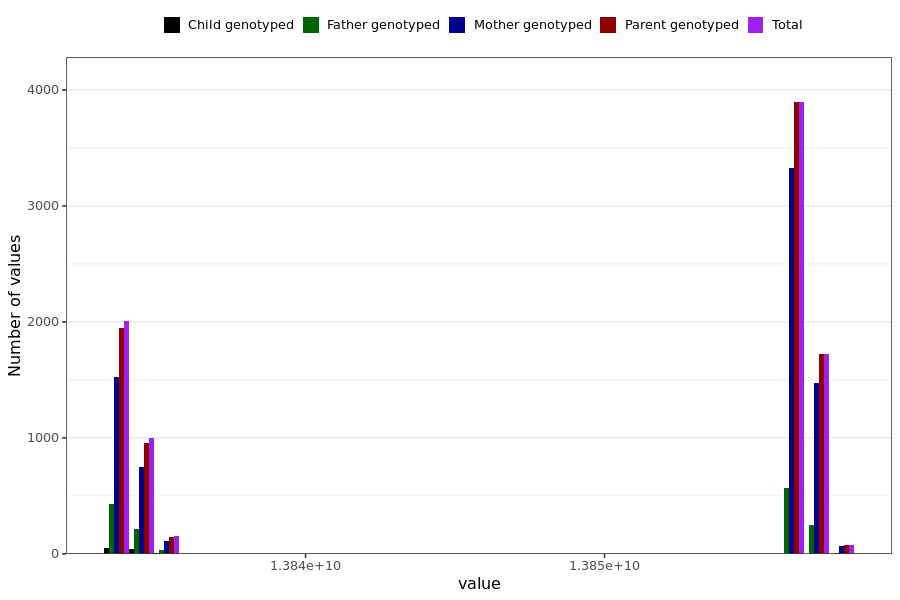 Child genotyped Father genotyped Mother genotyped Parent genotyped Total
4000
3000
2000
1000
0
1.384e+10 1.385e+10
value
Number of values